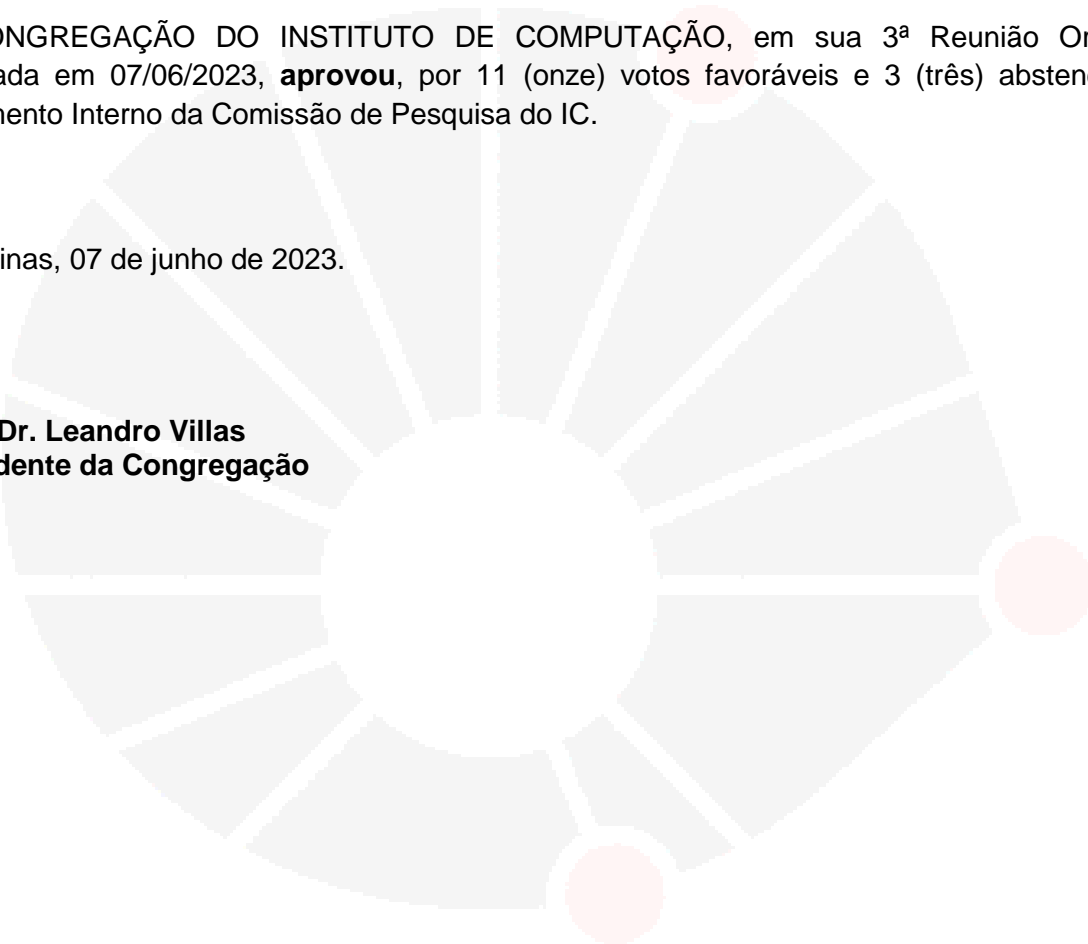 ONGREGAÇÃO DO INSTITUTO DE COMPUTAÇÃO, em sua 3ª Reunião Or
ada em 07/06/2023, aprovou, por 11 (onze) votos favoráveis e 3 (três) absten
mento Interno da Comissão de Pesquisa do IC.
inas, 07 de junho de 2023.
Dr. Leandro Villas
dente da Congregação